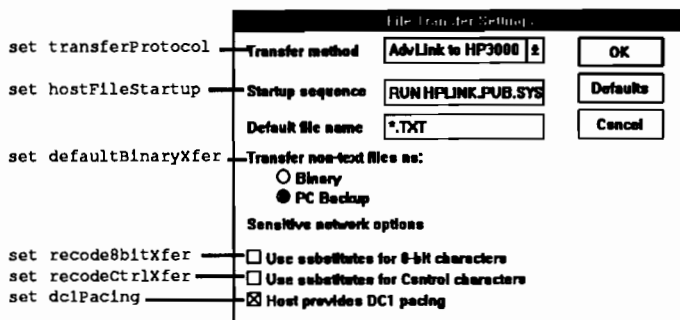 File Transfer Settings
set transferProtocol Transfer method AdvLink to HP3000 OK
set hostFileStartup Startup sequence RUN HPLINK.PUB.SYS Defaults
Default file name *.TXT Cancel
set defaultBinaryXfer Transfer non-text files as:
Binary
PC Backup
Sensitive network options
set recode8bitXfer Use substitutes for 8-bit characters
set recodeCtrlXfer Use substitutes for Control characters
set dc1Pacing Host provides DC1 pacing